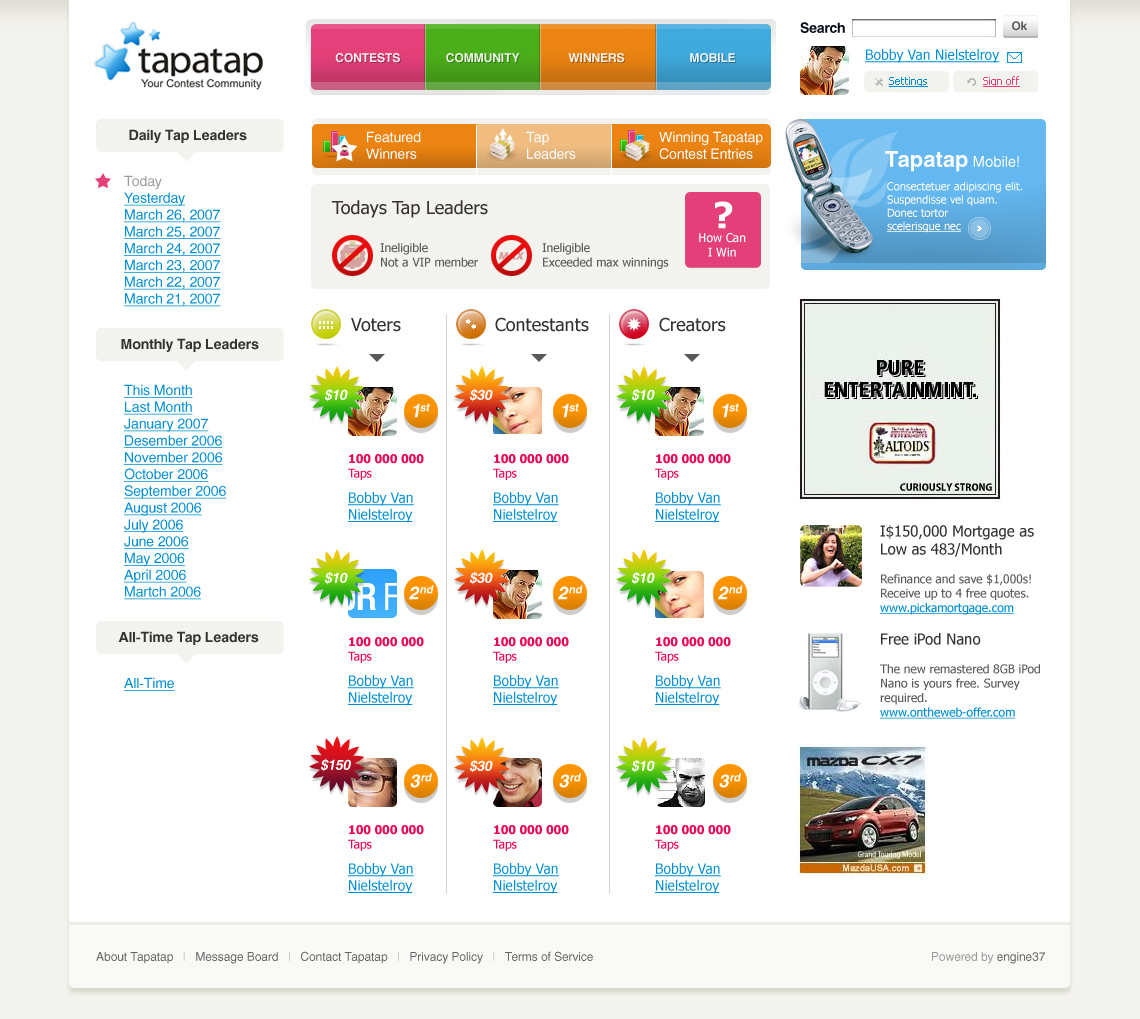 tapatap
Your Contest Community
CONTESTS
COMMUNITY
WINNERS
MOBILE
Search
Ok
Bobby Van Nielstelroy
Settings
Sign off
Daily Tap Leaders
Today
Yesterday
March 26, 2007
March 25, 2007
March 24, 2007
March 23, 2007
March 22, 2007
March 21, 2007
Monthly Tap Leaders
This Month
Last Month
January 2007
Desember 2006
November 2006
October 2006
September 2006
August 2006
July 2006
June 2006
May 2006
April 2006
Martch 2006
All-Time Tap Leaders
All-Time
Featured
Winners
Tap
Leaders
Winning Tapatap
Contest Entries
Todays Tap Leaders
Ineligible
Not a VIP member
MAX
Ineligible
Exceeded max winnings
?
How Can
I Win
Voters
Contestants
Creators
$10
1st
$30
1st
$10
1st
100 000 000
Taps
Bobby Van
Nielstelroy
100 000 000
Taps
Bobby Van
Nielstelroy
100 000 000
Taps
Bobby Van
Nielstelroy
$10
OR F
2nd
$30
2nd
$10
2nd
100 000 000
Taps
Bobby Van
Nielstelroy
100 000 000
Taps
Bobby Van
Nielstelroy
100 000 000
Taps
Bobby Van
Nielstelroy
$150
3rd
$30
3rd
$10
3rd
100 000 000
Taps
Bobby Van
Nielstelroy
100 000 000
Taps
Bobby Van
Nielstelroy
100 000 000
Taps
Bobby Van
Nielstelroy
Tapatap Mobile!
Consectetuer adipiscing elit.
Suspendisse vel quam.
Donec tortor
scelerisque nec
PURE
ENTERTAINMINT.
ALTOIDS
CURIOUSLY STRONG
I$150,000 Mortgage as
Low as 483/Month
Refinance and save $1,000s!
Receive up to 4 free quotes.
www.pickamortgage.com
Free iPod Nano
The new remastered 8GB iPod
Nano is yours free. Survey
required.
www.ontheweb-offer.com
mazda CX-7
Grand Touring Model
MazdaUSA.com
About Tapatap
Message Board
Contact Tapatap
Privacy Policy
Terms of Service
Powered by engine37